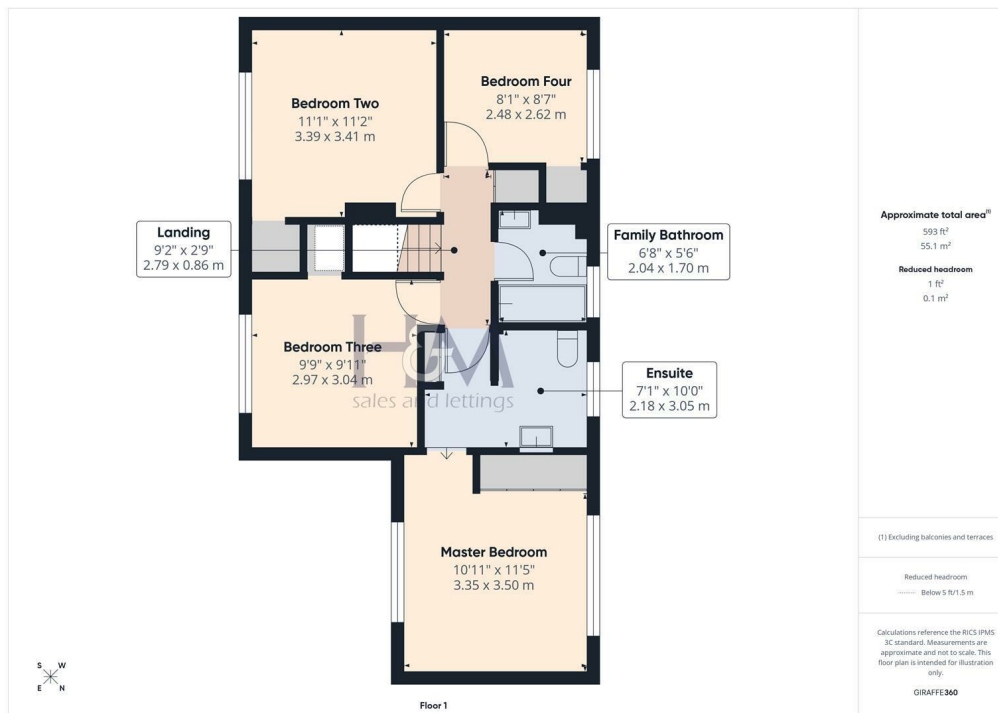 Bedroom Two
11'1" x 11'2"
3.39 x 3.41 m
Bedroom Four
8'1" x 8'7"
2.48 x 2.62 m
Landing
9'2" x 2'9"
2.79 x 0.86 m
Family Bathroom
6'8" x 5'6"
2.04 x 1.70 m
Bedroom Three
9'9" x 9'11"
2.97 x 3.04 m
H&M
sales and lettings
Ensuite
7'1" x 10'0"
2.18 x 3.05 m
Master Bedroom
10'11" x 11'5"
3.35 x 3.50 m
S W
E N
Floor 1
Approximate total area(1)
593 ft²
55.1 m²
Reduced headroom
1 ft²
0.1 m²
(1) Excluding balconies and terraces
Reduced headroom
Below 5 ft/1.5 m
Calculations reference the RICS IPMS
3C standard. Measurements are
approximate and not to scale. This
floor plan is intended for illustration
only.
GIRAFFE360